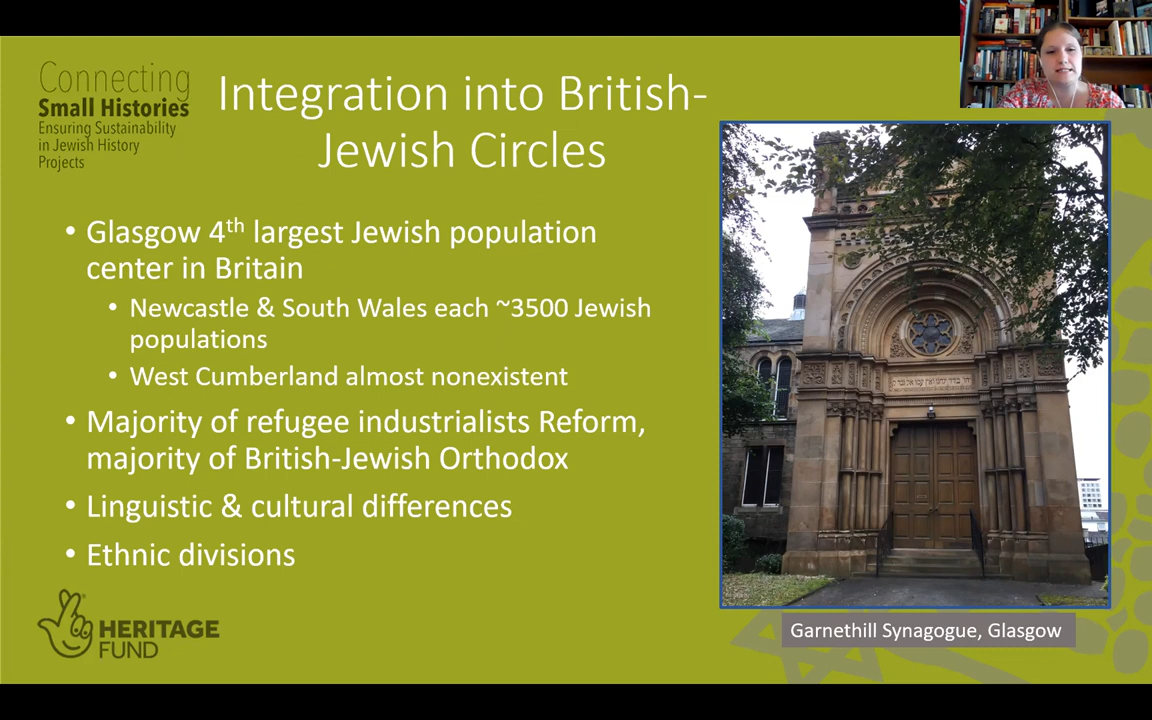 Connecting
Small Histories
Ensuring Sustainability
in Jewish History
Projects
Integration into British-
Jewish Circles
• Glasgow 4th largest Jewish population
center in Britain
• Newcastle & South Wales each ~3500 Jewish
populations
• West Cumberland almost nonexistent
• Majority of refugee industrialists Reform,
majority of British-Jewish Orthodox
• Linguistic & cultural differences
• Ethnic divisions
HERITAGE
FUND
Garnethill Synagogue, Glasgow